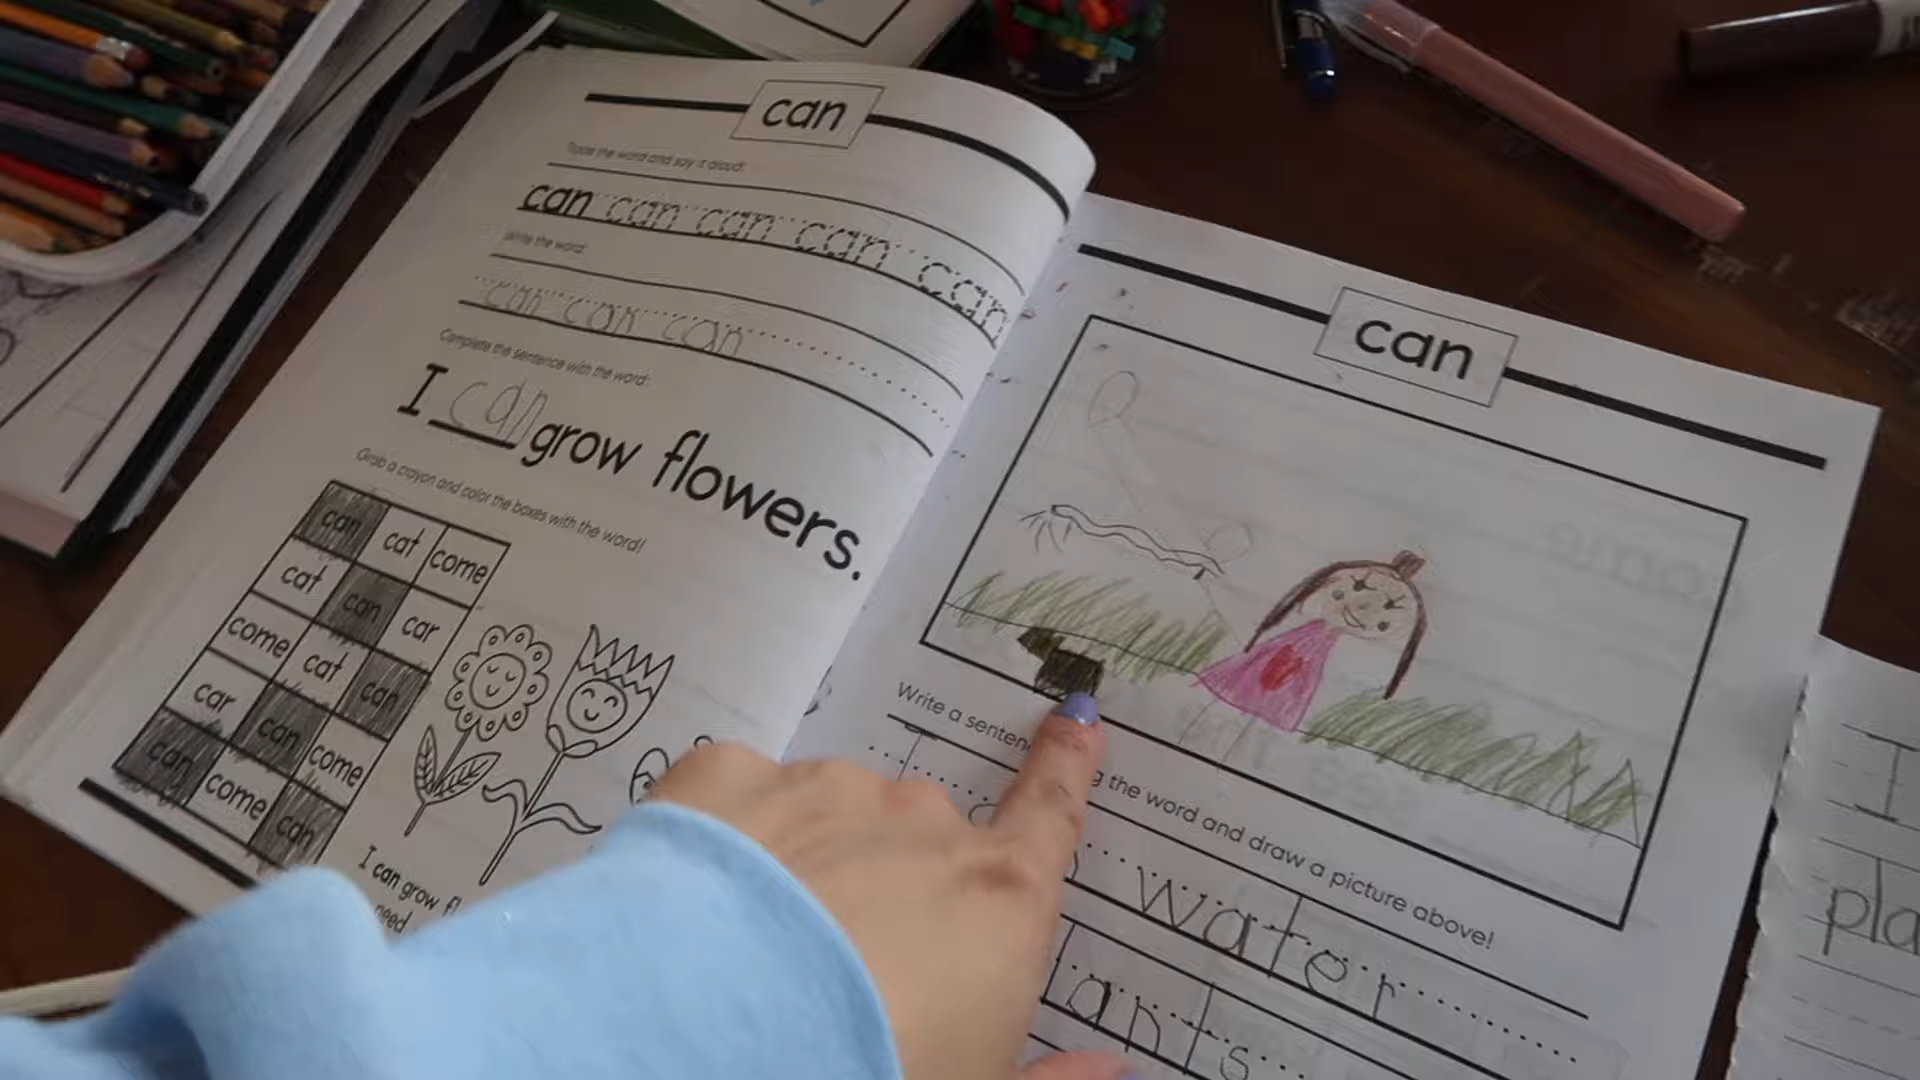 can
Trace the word and say it aloud!
can can can can can
Write the word:
can can can
Complete the sentence with the word:
I can grow flowers.
Grab a crayon and color the boxes with the word!
can cat come
cat can car
come cat can
car can come
can come can
I can grow
need
can
Write a sentence the word and draw a picture above!
I
water
plants
I
pla